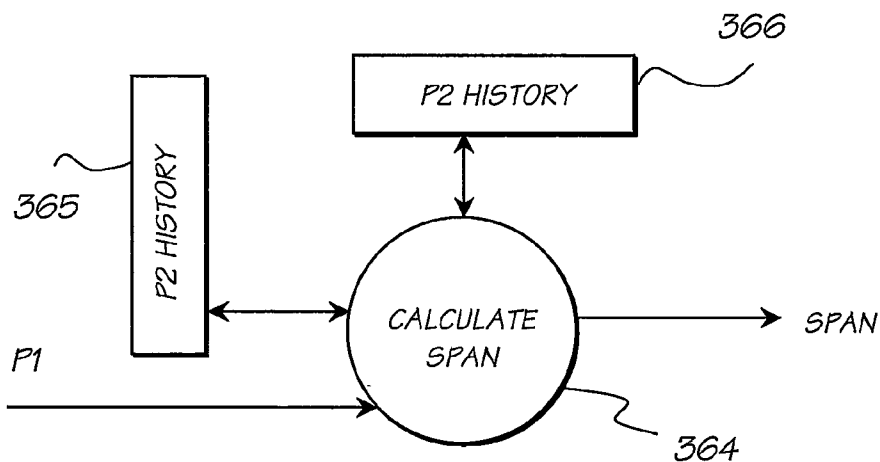 366
P2 HISTORY
365
P2 HISTORY
CALCULATE
SPAN
SPAN
P1
364